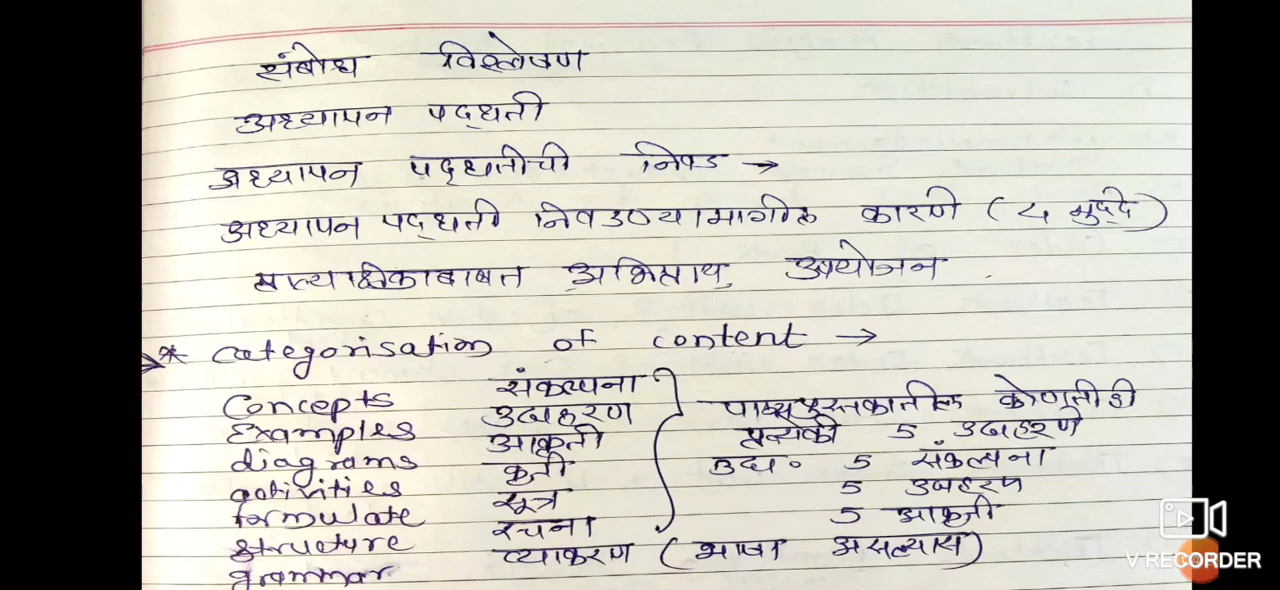 संबोध विश्लेषण
अध्यापन पद्धती
अध्यापन पद्धतीची निवड →
अध्यापन पद्धती निवडण्यामागील कारणे ( 4 मुद्दे )
प्रात्यक्षिकाबाबत अभिप्राय, उपयोजन .
* Categorisation of content →
Concepts संकल्पना
Examples उदाहरण
diagrams आकृती
activities कृती
formulate सूत्र
structure रचना
grammar व्याकरण ( भाषा असल्यास )
पाठ्यपुस्तकातील कोणतीही
प्रत्येकी 5 उदाहरणे
उदा. 5 संकल्पना
5 उदाहरण
5 आकृती
V RECORDER